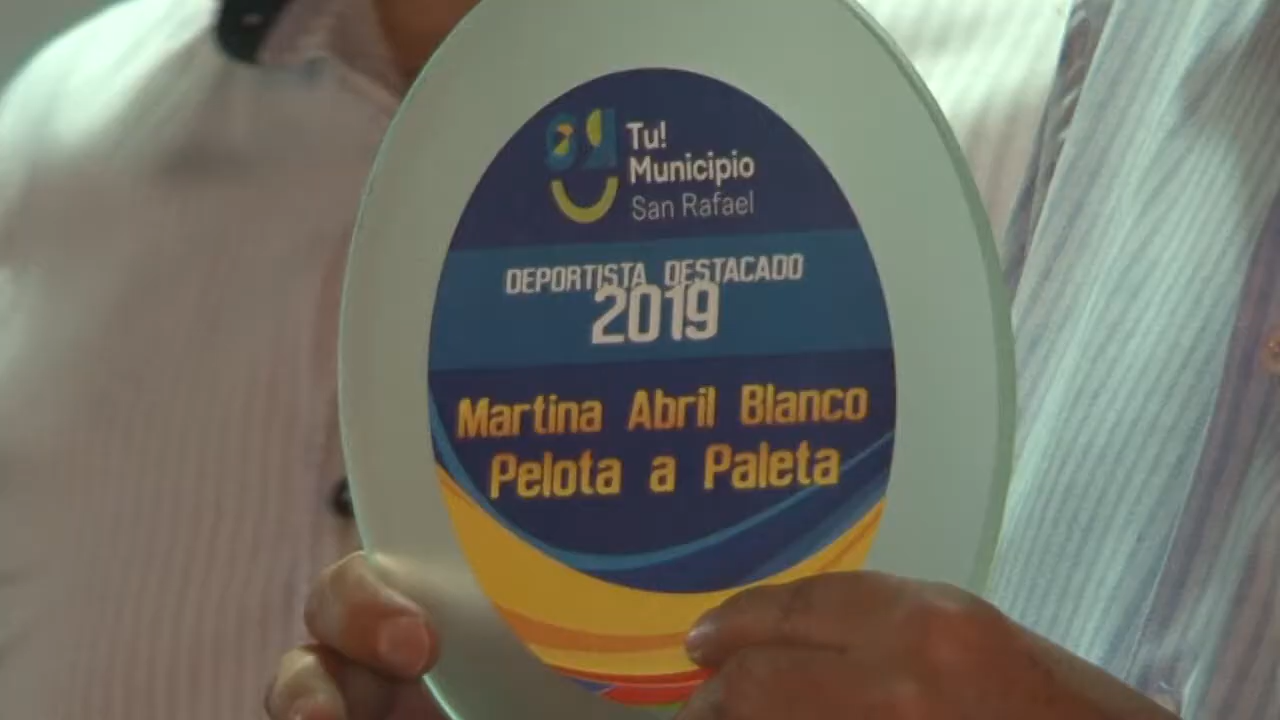 Tu!
Municipio
San Rafael
DEPORTISTA DESTACADO
2019
Martina Abril Blanco
Pelota a Paleta